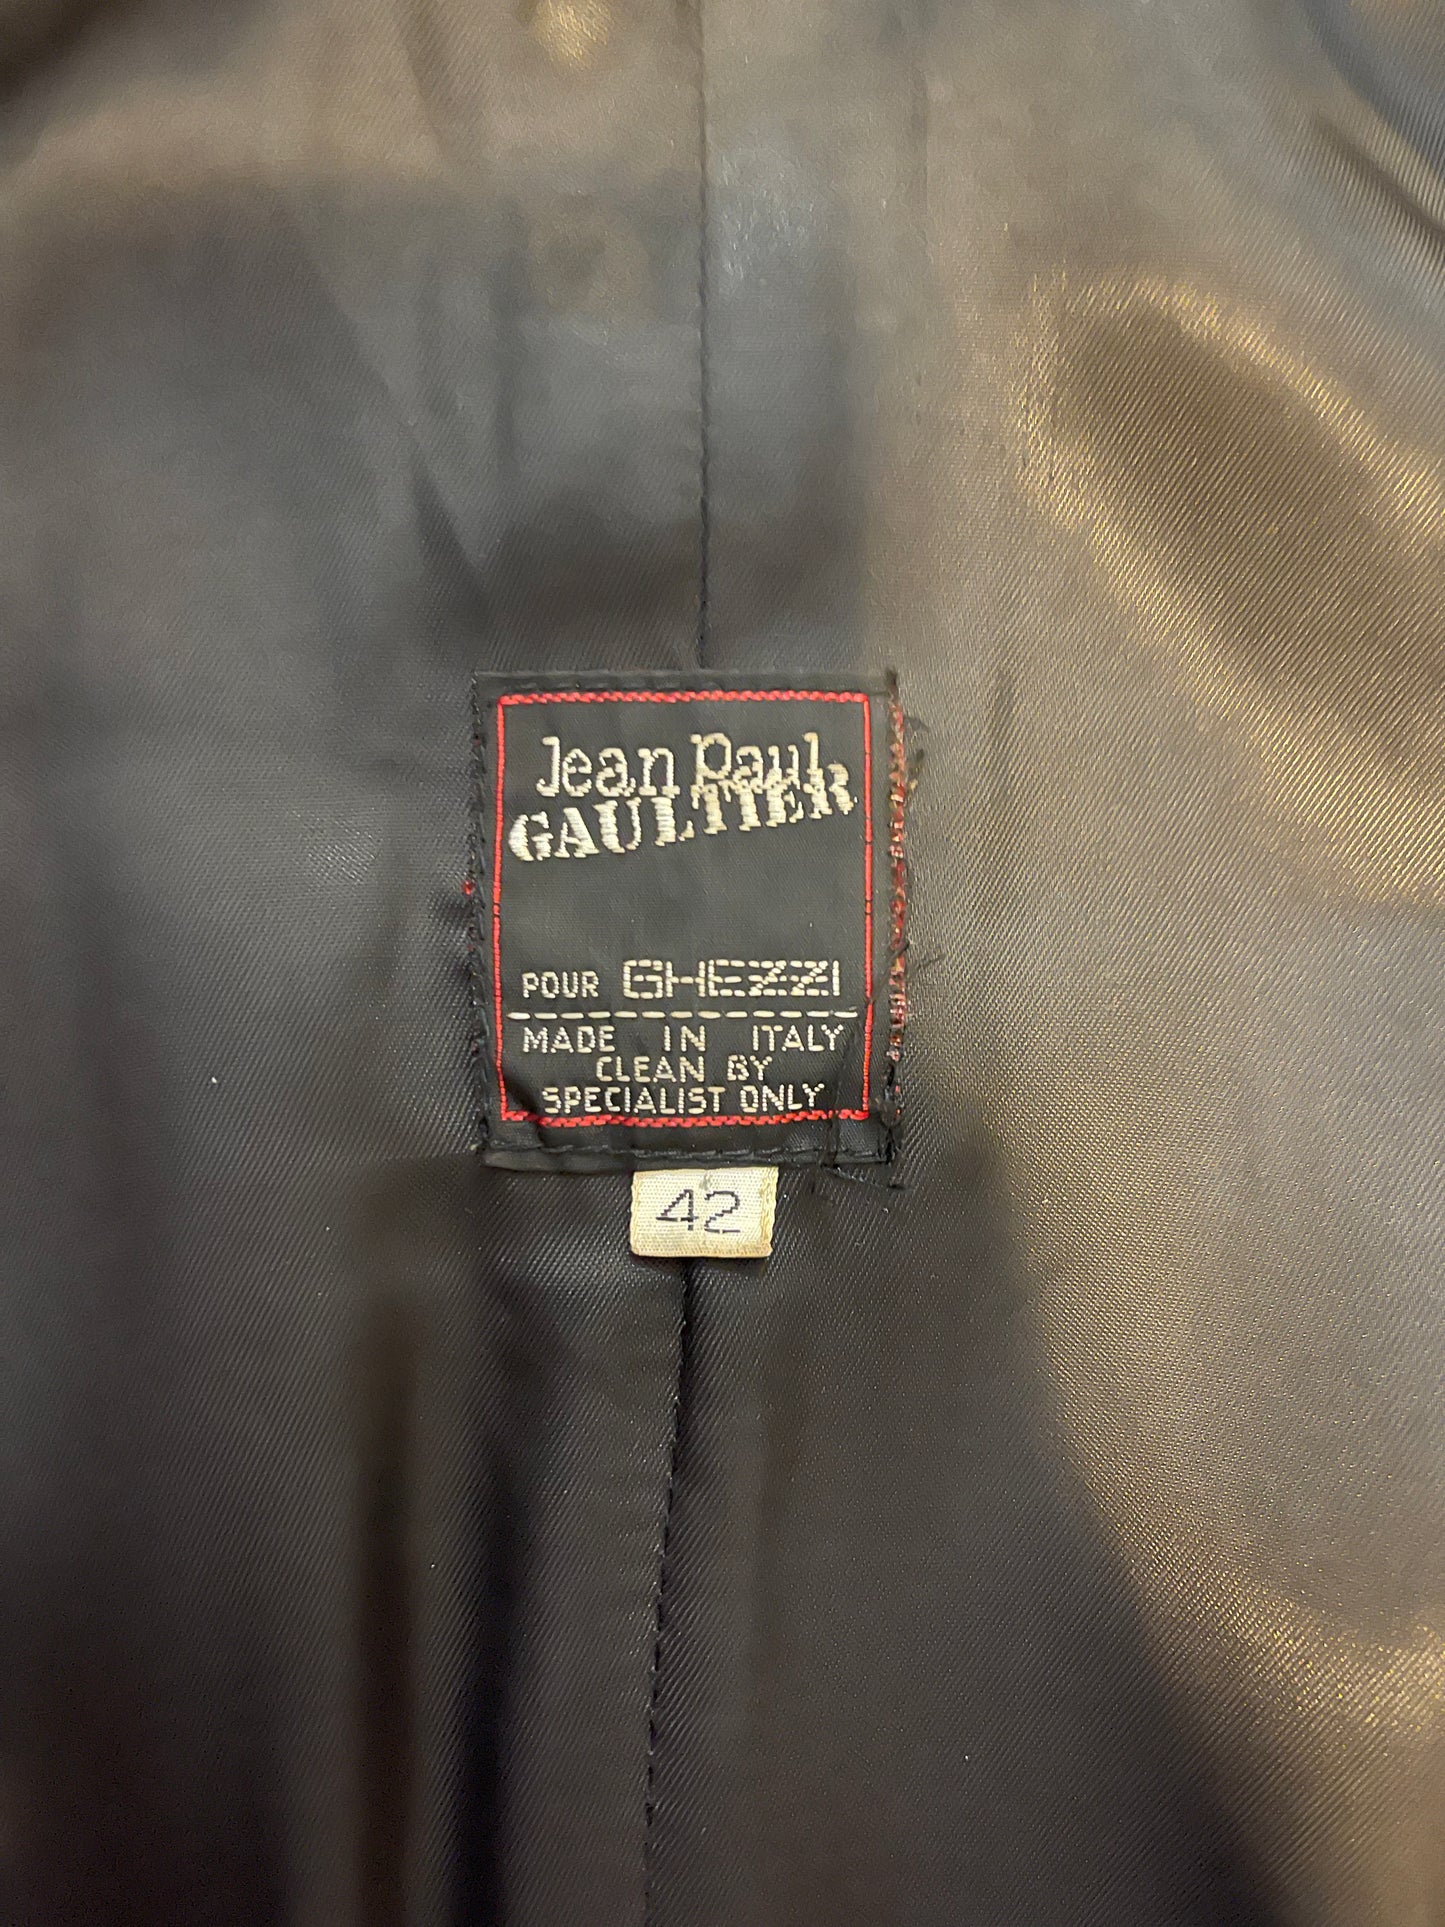 Jean Paul
GAULTIER
POUR GHEZZI
MADE IN ITALY
CLEAN BY
SPECIALIST ONLY
42